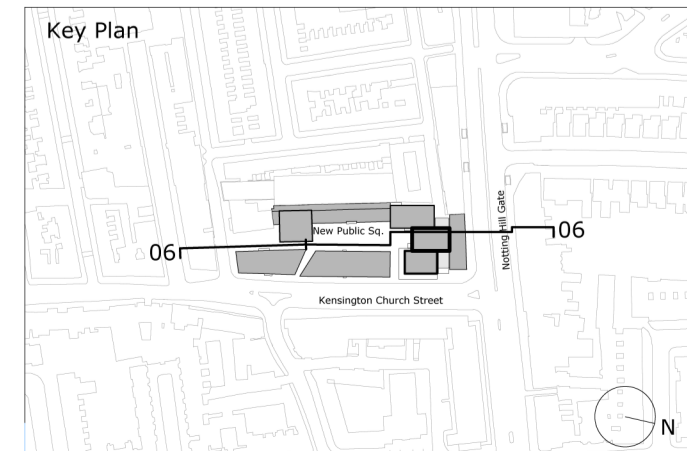 Key Plan
Notting Hill Gate
New Public Sq.
06
06
Kensington Church Street
N